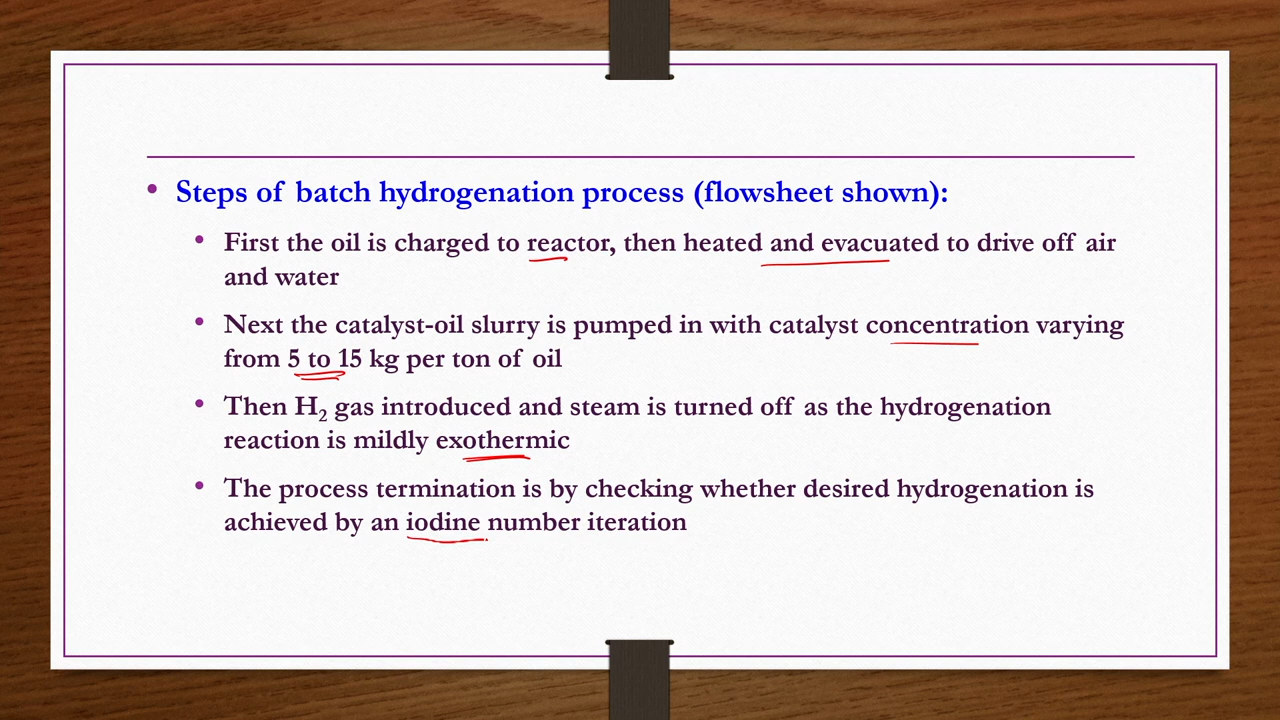 • Steps of batch hydrogenation process (flowsheet shown):
• First the oil is charged to reactor, then heated and evacuated to drive off air
and water
• Next the catalyst-oil slurry is pumped in with catalyst concentration varying
from 5 to 15 kg per ton of oil
• Then H₂ gas introduced and steam is turned off as the hydrogenation
reaction is mildly exothermic
• The process termination is by checking whether desired hydrogenation is
achieved by an iodine number iteration